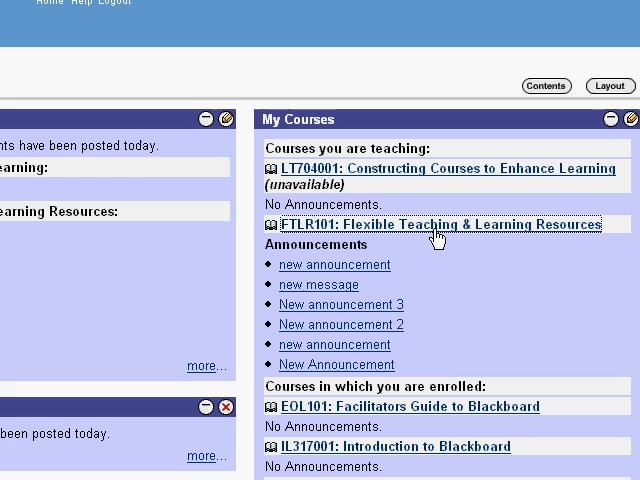 Home Help Logout
Contents
Layout
nts have been posted today.
earning:
earning Resources:
more...
been posted today.
more...
My Courses
Courses you are teaching:
LT704001: Constructing Courses to Enhance Learning
(unavailable)
No Announcements.
FTLR101: Flexible Teaching & Learning Resources
Announcements
new announcement
new message
New announcement 3
New announcement 2
new announcement
New Announcement
Courses in which you are enrolled:
EOL101: Facilitators Guide to Blackboard
No Announcements.
IL317001: Introduction to Blackboard
No Announcements.